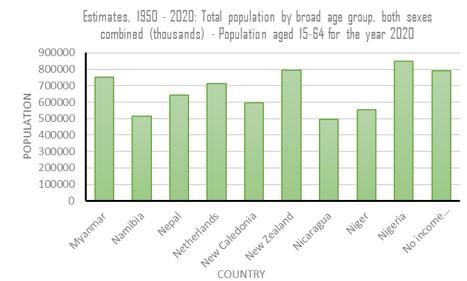 Estimates, 1950 - 2020: Total population by broad age group, both sexes
combined (thousands) - Population aged 15-64 for the year 2020
900000
800000
700000
600000
500000
400000
300000
200000
100000
0
POPULATION
Myanmar
Namibia
Nepal
Netherlands
New Caledonia
New Zealand
Nicaragua
Niger
Nigeria
No income...
COUNTRY